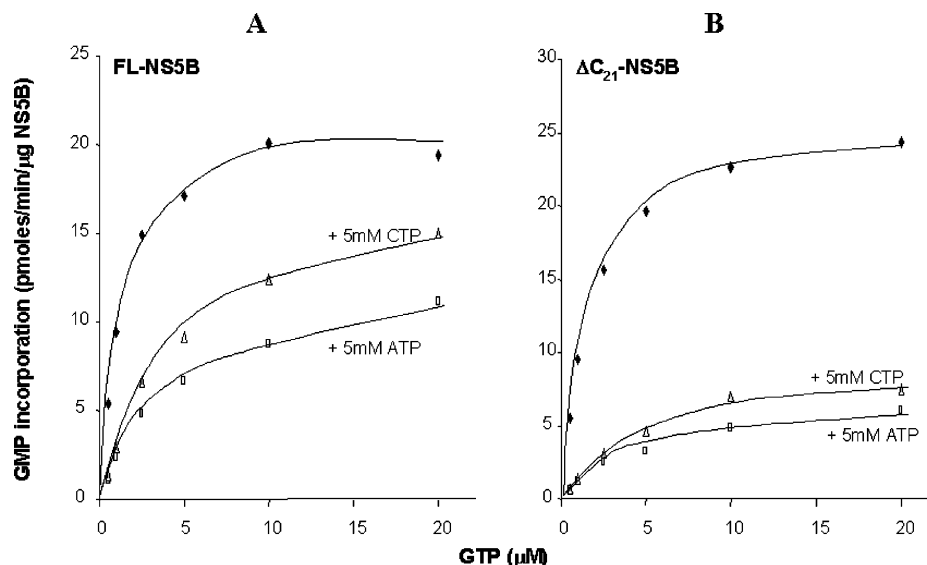 A
B
FL-NS5B
ΔC21-NS5B
GMP incorporation (pmoles/min/µg NS5B)
25
20
15
10
5
0
+ 5mM CTP
+ 5mM ATP
0 5 10 15 20
30
25
20
15
10
5
0
+ 5mM CTP
+ 5mM ATP
0 5 10 15 20
GTP (µM)